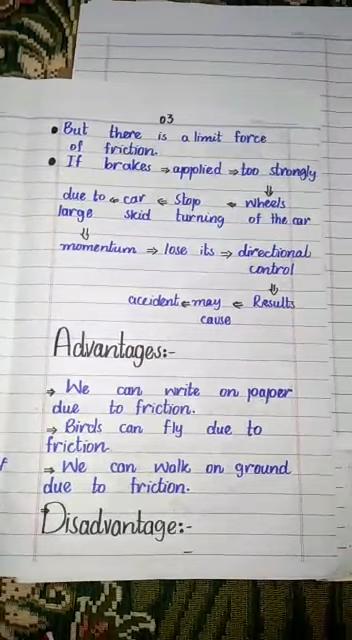 03
• But there is a limit force
of friction.
• If brakes ⇒ applied ⇒ too strongly
⇓
due to ⇐ car ⇐ stop ⇐ wheels
large skid turning of the car
⇓
momentum ⇒ lose its ⇒ directional
control
⇓
accident ⇐ may ⇐ Results
cause
Advantages:-
→ We can write on paper
due to friction.
→ Birds can fly due to
friction.
→ We can walk on ground
due to friction.
Disadvantage:-